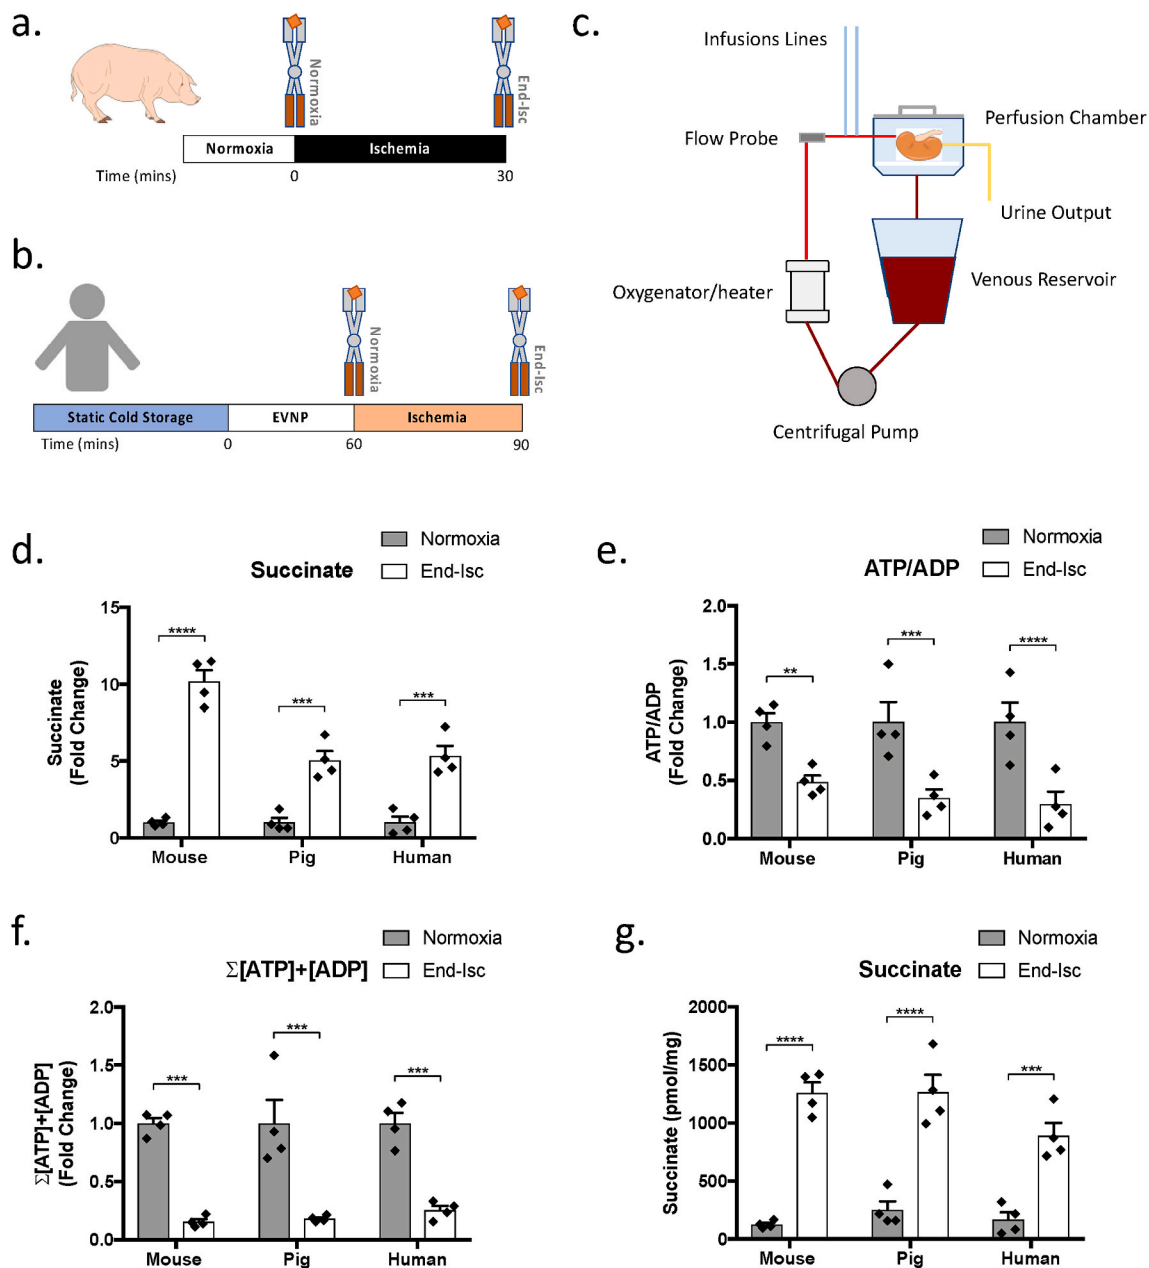 a.
Normoxia
End-Isc
Normoxia
Ischemia
Time (mins)
0
30
b.
Normoxia
End-Isc
Static Cold Storage
EVNP
Ischemia
Time (mins)
0
60
90
c.
Infusions Lines
Flow Probe
Perfusion Chamber
Urine Output
Oxygenator/heater
Venous Reservoir
Centrifugal Pump
d.
Normoxia
End-Isc
Succinate
Succinate
(Fold Change)
15
10
5
0
****
***
***
Mouse
Pig
Human
e.
Normoxia
End-Isc
ATP/ADP
ATP/ADP
(Fold Change)
2.0
1.5
1.0
0.5
0.0
**
***
****
Mouse
Pig
Human
f.
Normoxia
End-Isc
Σ[ATP]+[ADP]
Σ[ATP]+[ADP]
(Fold Change)
2.0
1.5
1.0
0.5
0.0
***
***
***
Mouse
Pig
Human
g.
Normoxia
End-Isc
Succinate
Succinate (pmol/mg)
2000
1500
1000
500
0
****
****
***
Mouse
Pig
Human